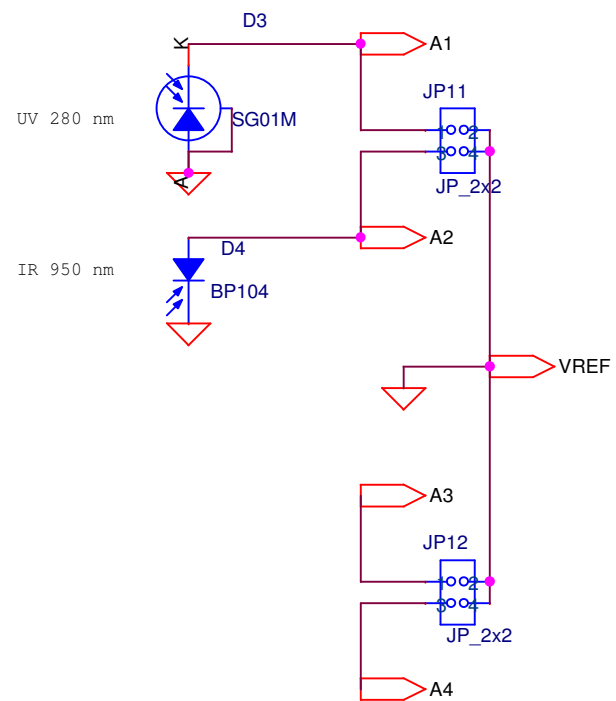 D3
K
A1
JP11
UV 280 nm
SG01M
1 2
3 4
A
JP_2x2
A2
D4
IR 950 nm
BP104
VREF
A3
JP12
1 2
3 4
JP_2x2
A4